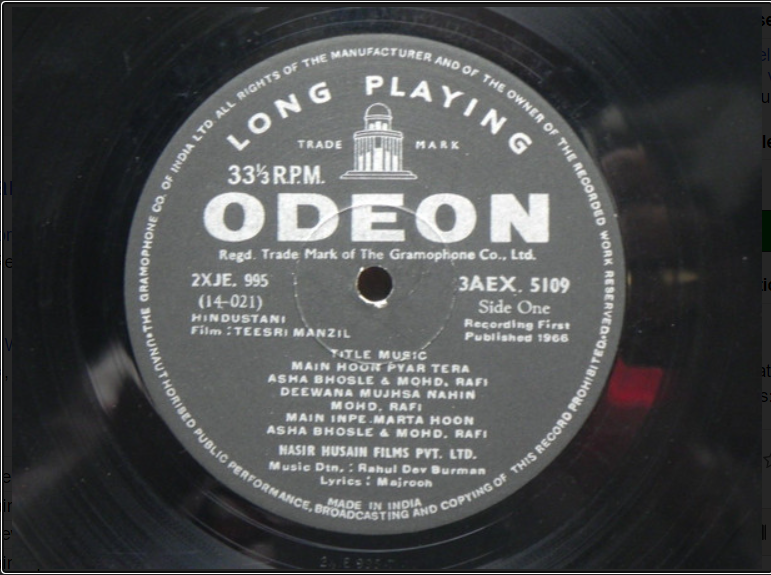 UNAUTHORISED PUBLIC PERFORMANCE, BROADCASTING AND COPYING OF THIS RECORD PROHIBITED. THE GRAMOPHONE CO. OF INDIA LTD ALL RIGHTS OF THE MANUFACTURER AND OF THE OWNER OF THE RECORDED WORK RESERVED.
LONG PLAYING
TRADE MARK
33⅓ R.P.M.
ODEON
Regd. Trade Mark of The Gramophone Co., Ltd.
2XJE. 995 3AEX. 5109
(14-021) Side One
HINDUSTANI Recording First
Film : TEESRI MANZIL Published 1966
TITLE MUSIC
MAIN HOON PYAR TERA
ASHA BHOSLE & MOHD. RAFI
DEEWANA MUJHSA NAHIN
MOHD. RAFI
MAIN INPE MARTA HOON
ASHA BHOSLE & MOHD. RAFI
NASIR HUSAIN FILMS PVT. LTD.
Music Dtn. : Rahul Dev Burman
Lyrics : Majrooh
MADE IN INDIA